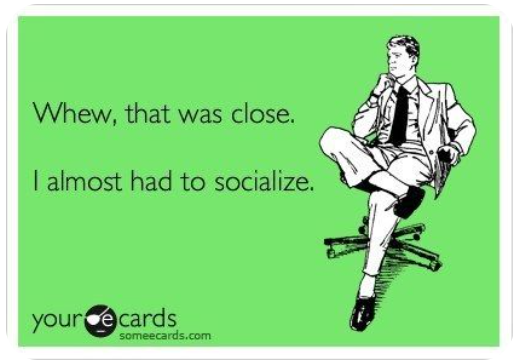 Whew, that was close.
I almost had to socialize.
your e cards
someecards.com